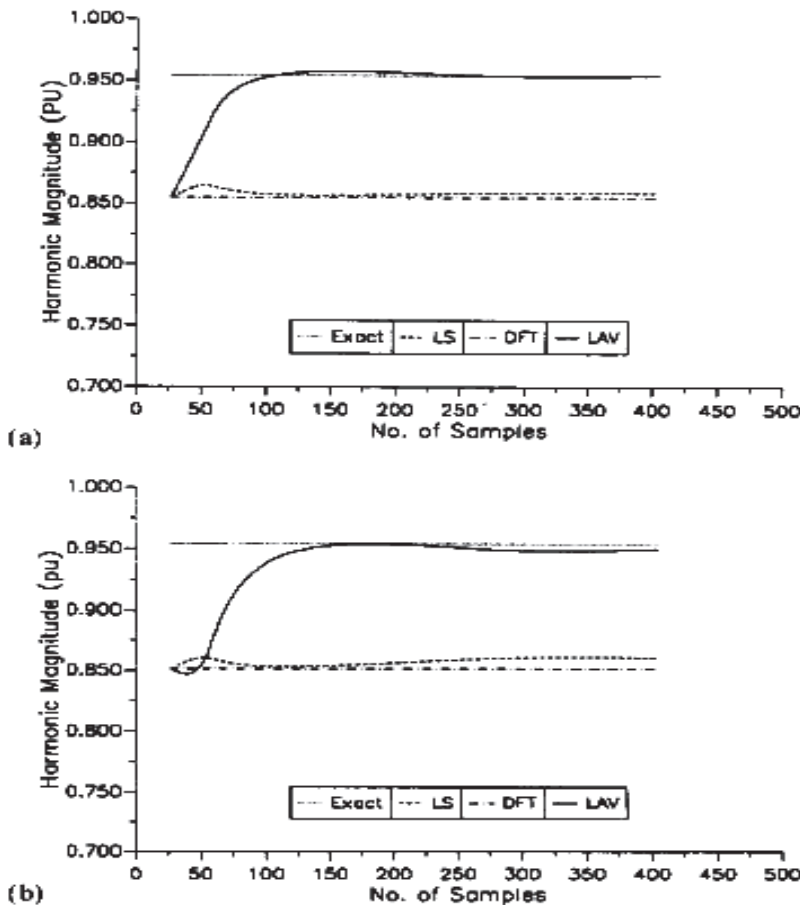 1.000
0.950
0.900
0.850
0.800
0.750
0.700
Harmonic Magnitude (PU)
Exact LS DFT LAV
0 50 100 150 200 250 300 350 400 450 500
No. of Samples
(a)
1.000
0.950
0.900
0.850
0.800
0.750
0.700
Harmonic Magnitude (pu)
Exact LS DFT LAV
0 50 100 150 200 250 300 350 400 450 500
No. of Samples
(b)